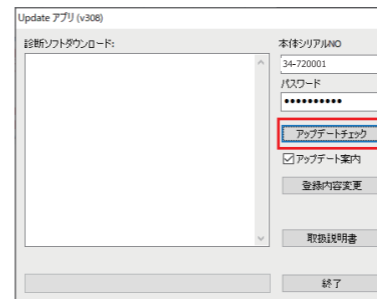 Update アプリ (v308)
診断ソフトダウンロード:
本体シリアルNO
34-720001
パスワード
●●●●●●●●●●
アップデートチェック
アップデート案内
登録内容変更
取扱説明書
終了